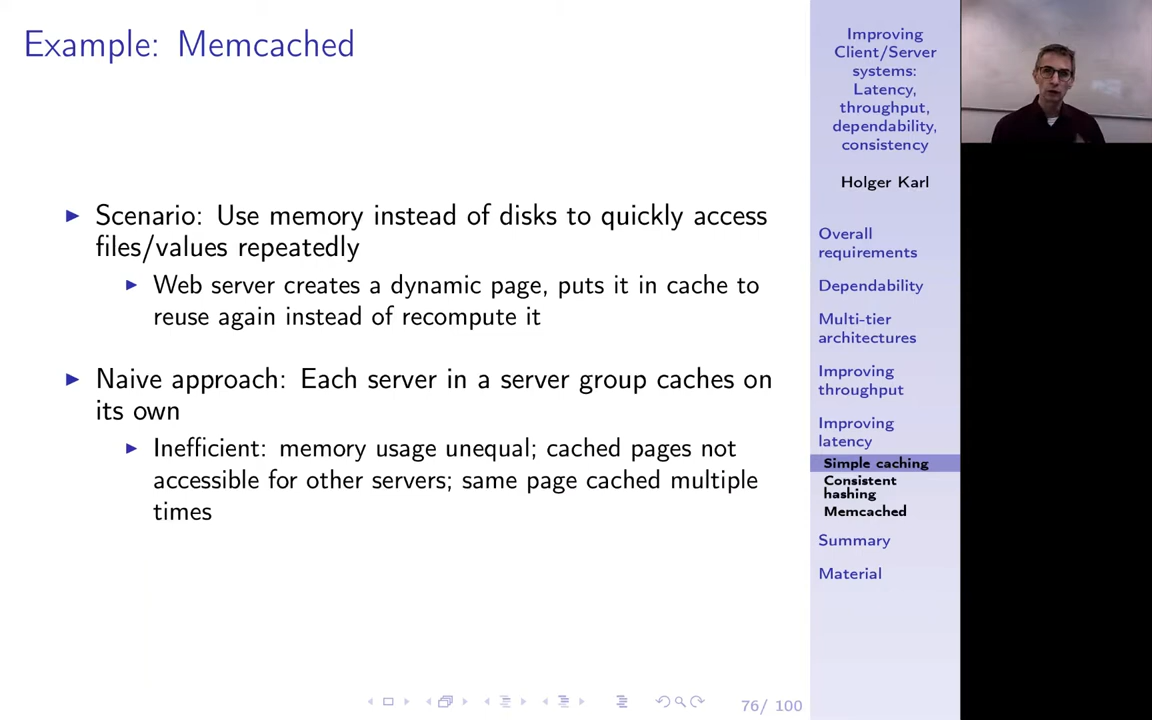 Example: Memcached
Scenario: Use memory instead of disks to quickly access
files/values repeatedly
Web server creates a dynamic page, puts it in cache to
reuse again instead of recompute it
Naive approach: Each server in a server group caches on
its own
Inefficient: memory usage unequal; cached pages not
accessible for other servers; same page cached multiple
times
Improving
Client/Server
systems:
Latency,
throughput,
dependability,
consistency
Holger Karl
Overall
requirements
Dependability
Multi-tier
architectures
Improving
throughput
Improving
latency
Simple caching
Consistent
hashing
Memcached
Summary
Material
76/ 100